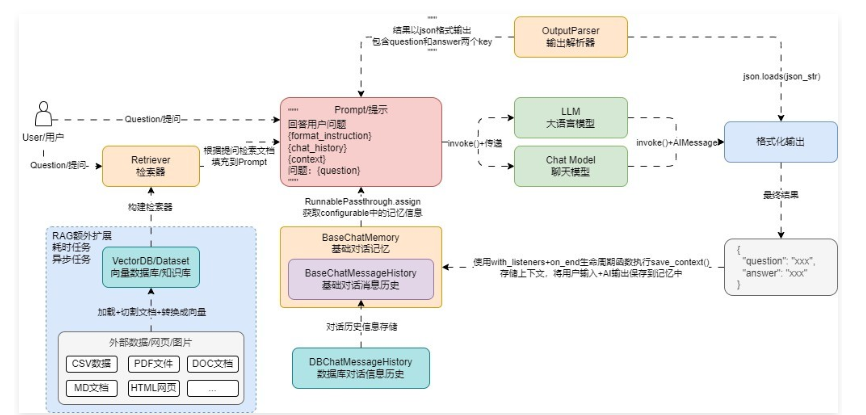 """
结果以json格式输出
包含question和answer两个key
"""
OutputParser
输出解析器
json.loads(json_str)
User/用户
Question/提问
Question/提问
Retriever
检索器
根据提问检索文档
填充到Prompt
"""
Prompt/提示
回答用户问题
{format_instruction}
{chat_history}
{context}
问题：{question}
"""
invoke()+传递
LLM
大语言模型
Chat Model
聊天模型
invoke()+AIMessage
格式化输出
最终结果
{
"question": "xxx",
"answer": "xxx"
}
构建检索器
RAG额外扩展
耗时任务
异步任务
VectorDB/Dataset
向量数据库/知识库
加载+切割文档+转换成向量
外部数据/网页/图片
CSV数据
PDF文件
DOC文档
MD文档
HTML网页
...
RunnablePassthrough.assign
获取configurable中的记忆信息
BaseChatMemory
基础对话记忆
BaseChatMessageHistory
基础对话消息历史
使用with_listeners+on_end生命周期函数执行save_context()
存储上下文，将用户输入+AI输出保存到记忆中
对话历史信息存储
DBChatMessageHistory
数据库对话信息历史